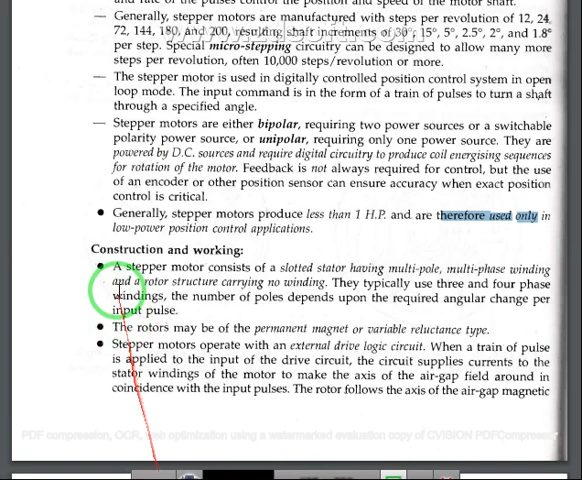 and rate of the pulses control the position and speed of the motor shaft.
— Generally, stepper motors are manufactured with steps per revolution of 12, 24,
72, 144, 180, and 200, resulting shaft increments of 30°, 15°, 5°, 2.5°, 2°, and 1.8°
per step. Special micro-stepping circuitry can be designed to allow many more
steps per revolution, often 10,000 steps/revolution or more.
— The stepper motor is used in digitally controlled position control system in open
loop mode. The input command is in the form of a train of pulses to turn a shaft
through a specified angle.
— Stepper motors are either bipolar, requiring two power sources or a switchable
polarity power source, or unipolar, requiring only one power source. They are
powered by D.C. sources and require digital circuitry to produce coil energising sequences
for rotation of the motor. Feedback is not always required for control, but the use
of an encoder or other position sensor can ensure accuracy when exact position
control is critical.
● Generally, stepper motors produce less than 1 H.P. and are therefore used only in
low-power position control applications.
Construction and working:
● A stepper motor consists of a slotted stator having multi-pole, multi-phase winding
and a rotor structure carrying no winding. They typically use three and four phase
windings, the number of poles depends upon the required angular change per
input pulse.
● The rotors may be of the permanent magnet or variable reluctance type.
● Stepper motors operate with an external drive logic circuit. When a train of pulse
is applied to the input of the drive circuit, the circuit supplies currents to the
stator windings of the motor to make the axis of the air-gap field around in
coincidence with the input pulses. The rotor follows the axis of the air-gap magnetic
PDF compression, OCR, web optimization using a watermarked evaluation copy of CVISION PDFCompressor